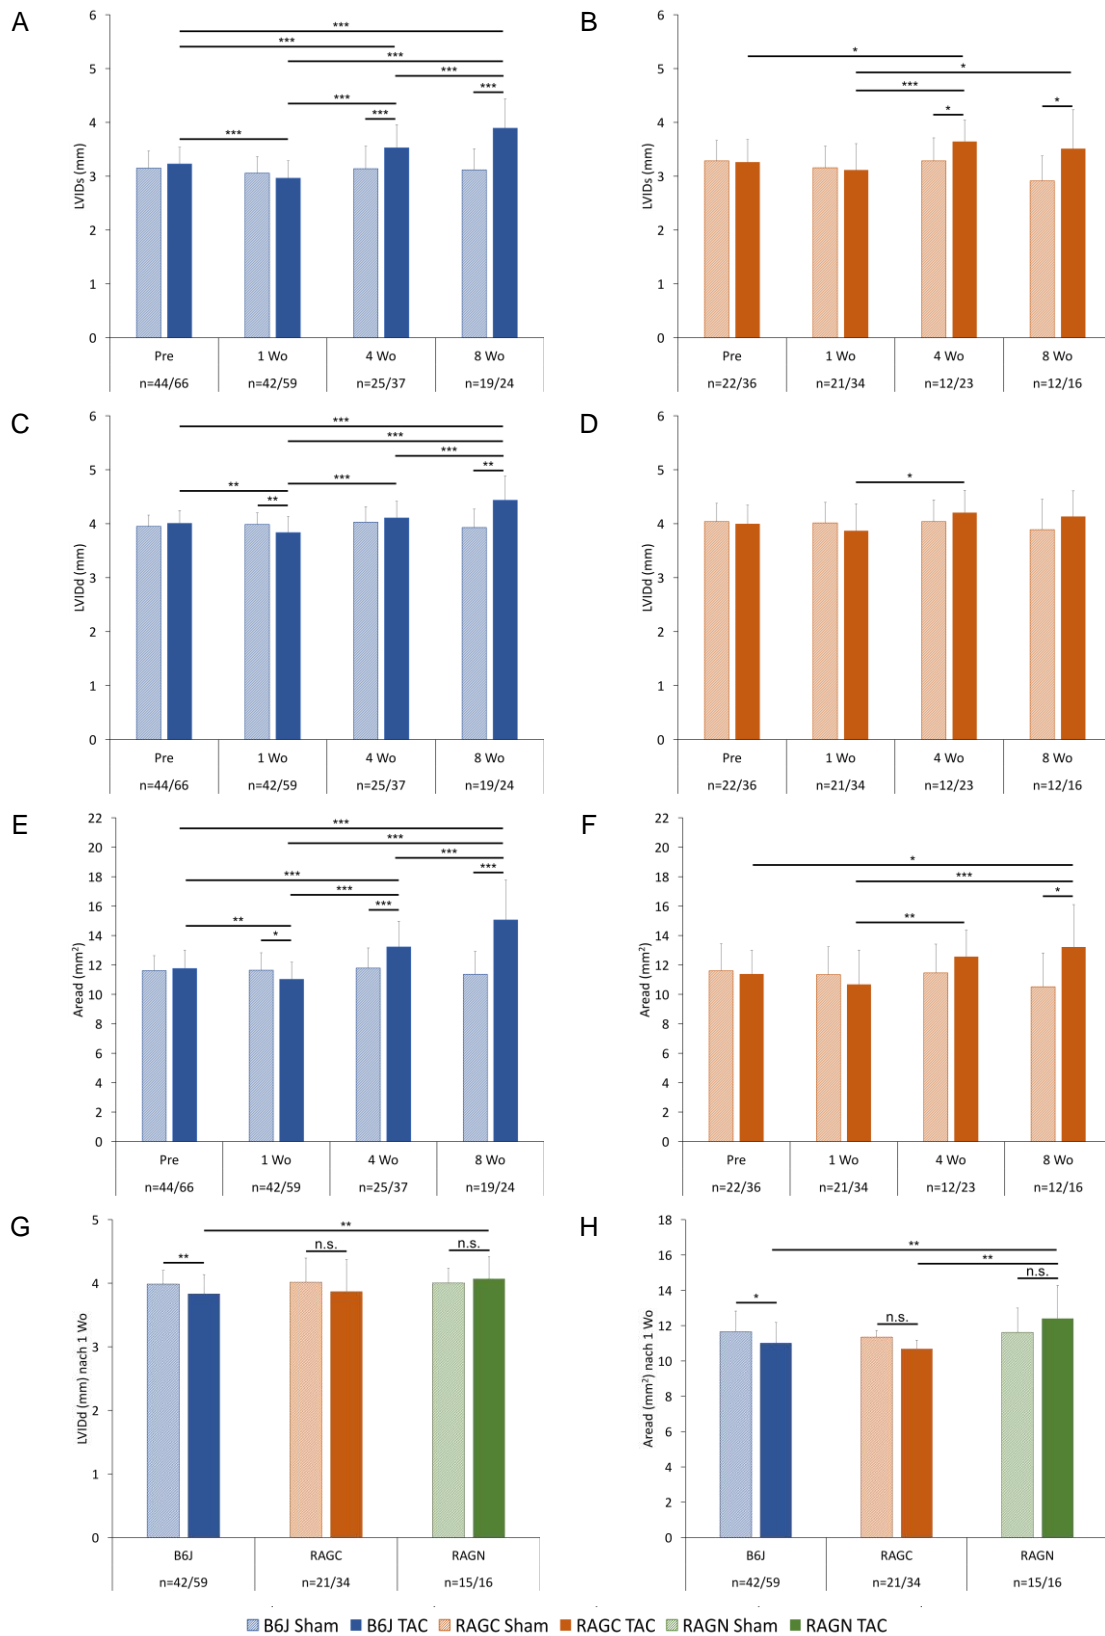 A
6
5
4
3
2
1
0
LVIDs (mm)
***
***
***
***
***
***
***
***
Pre 1 Wo 4 Wo 8 Wo
n=44/66 n=42/59 n=25/37 n=19/24
B
6
5
4
3
2
1
0
LVIDs (mm)
*
*
***
*
*
Pre 1 Wo 4 Wo 8 Wo
n=22/36 n=21/34 n=12/23 n=12/16
C
6
5
4
3
2
1
0
LVIDd (mm)
***
***
***
**
**
***
**
Pre 1 Wo 4 Wo 8 Wo
n=44/66 n=42/59 n=25/37 n=19/24
D
6
5
4
3
2
1
0
LVIDd (mm)
*
Pre 1 Wo 4 Wo 8 Wo
n=22/36 n=21/34 n=12/23 n=12/16
E
22
20
18
16
14
12
10
8
6
4
2
0
Aread (mm²)
***
***
***
***
***
***
***
**
*
Pre 1 Wo 4 Wo 8 Wo
n=44/66 n=42/59 n=25/37 n=19/24
F
22
20
18
16
14
12
10
8
6
4
2
0
Aread (mm²)
*
***
*
**
Pre 1 Wo 4 Wo 8 Wo
n=22/36 n=21/34 n=12/23 n=12/16
G
5
4
3
2
1
0
LVIDd (mm) nach 1 Wo
**
**
n.s.
n.s.
B6J RAGC RAGN
n=42/59 n=21/34 n=15/16
H
18
16
14
12
10
8
6
4
2
0
Aread (mm²) nach 1 Wo
**
**
n.s.
*
n.s.
B6J RAGC RAGN
n=42/59 n=21/34 n=15/16
B6J Sham B6J TAC RAGC Sham RAGC TAC RAGN Sham RAGN TAC